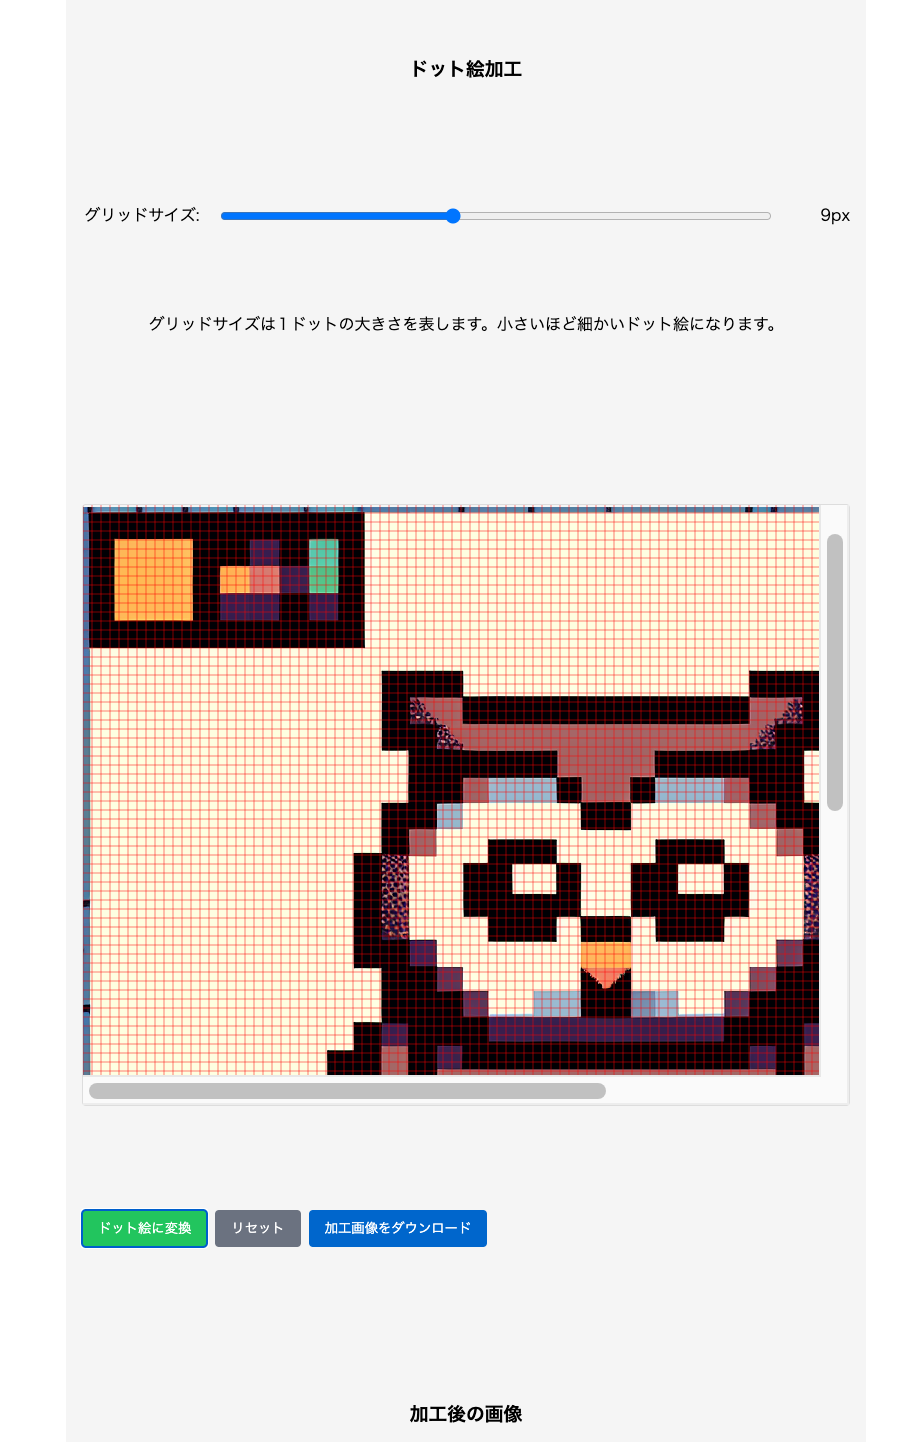 ドット絵加工
グリッドサイズ: 9px
グリッドサイズは１ドットの大きさを表します。小さいほど細かいドット絵になります。
ドット絵に変換 リセット 加工画像をダウンロード
加工後の画像